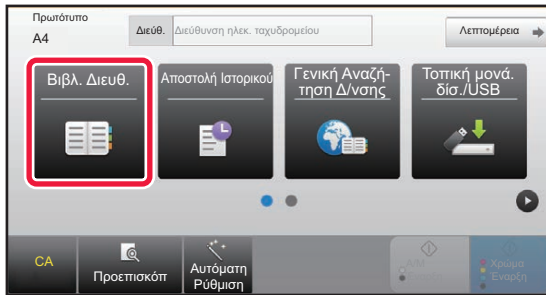 Πρωτότυπο
A4
Διεύθ.
Διεύθυνση ηλεκ. ταχυδρομείου
Λεπτομέρεια
Βιβλ. Διευθ.
Αποστολή Ιστορικού
Γενική Αναζή-
τηση Δ/νσης
Τοπική μονά.
δίσ./USB
CA
Προεπισκόπ
Αυτόματη
Ρύθμιση
Χρώμα
Έναρξη